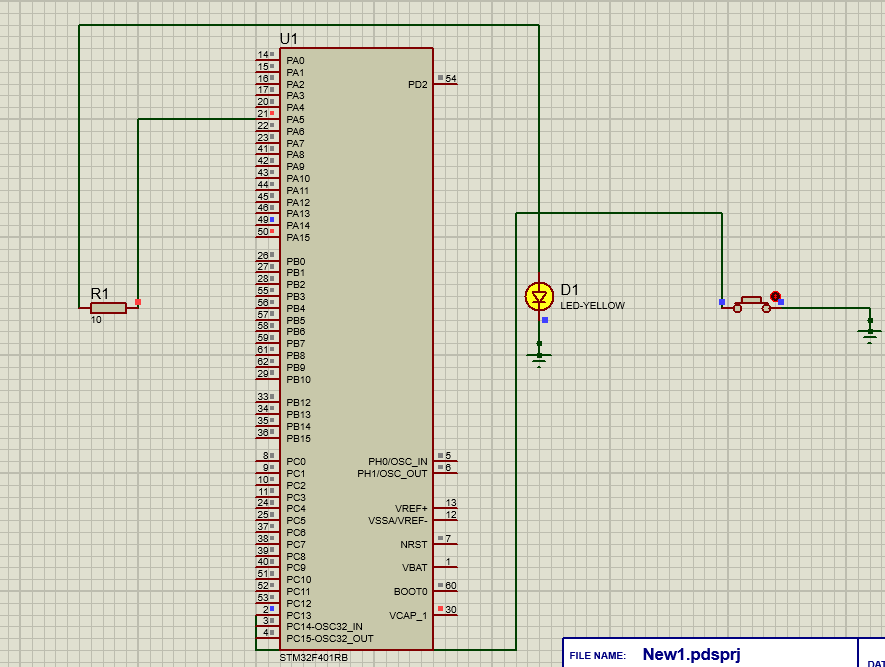 U1
14 PA0
15 PA1
16 PA2
17 PA3
20 PA4
21 PA5
22 PA6
23 PA7
41 PA8
42 PA9
43 PA10
44 PA11
45 PA12
46 PA13
49 PA14
50 PA15
26 PB0
27 PB1
28 PB2
55 PB3
56 PB4
57 PB5
58 PB6
59 PB7
61 PB8
62 PB9
29 PB10
33 PB12
34 PB13
35 PB14
36 PB15
8 PC0
9 PC1
10 PC2
11 PC3
24 PC4
25 PC5
37 PC6
38 PC7
39 PC8
40 PC9
51 PC10
52 PC11
53 PC12
2 PC13
3 PC14-OSC32_IN
4 PC15-OSC32_OUT
PD2 54
PH0/OSC_IN 5
PH1/OSC_OUT 6
VREF+ 13
VSSA/VREF- 12
NRST 7
VBAT 1
BOOT0 60
VCAP_1 30
STM32F401RB
R1
10
D1
LED-YELLOW
FILE NAME: New1.pdsprj